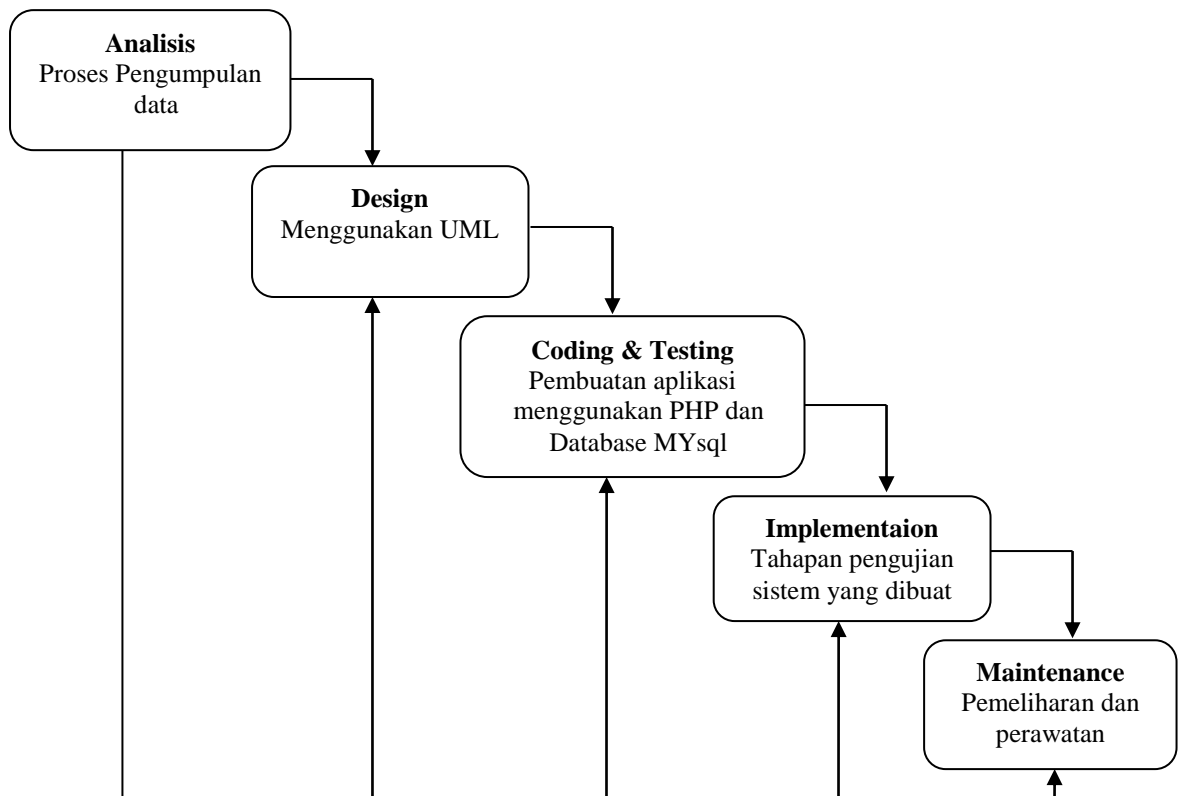 Analisis
Proses Pengumpulan
data
Design
Menggunakan UML
Coding & Testing
Pembuatan aplikasi
menggunakan PHP dan
Database MYsql
Implementaion
Tahapan pengujian
sistem yang dibuat
Maintenance
Pemeliharan dan
perawatan